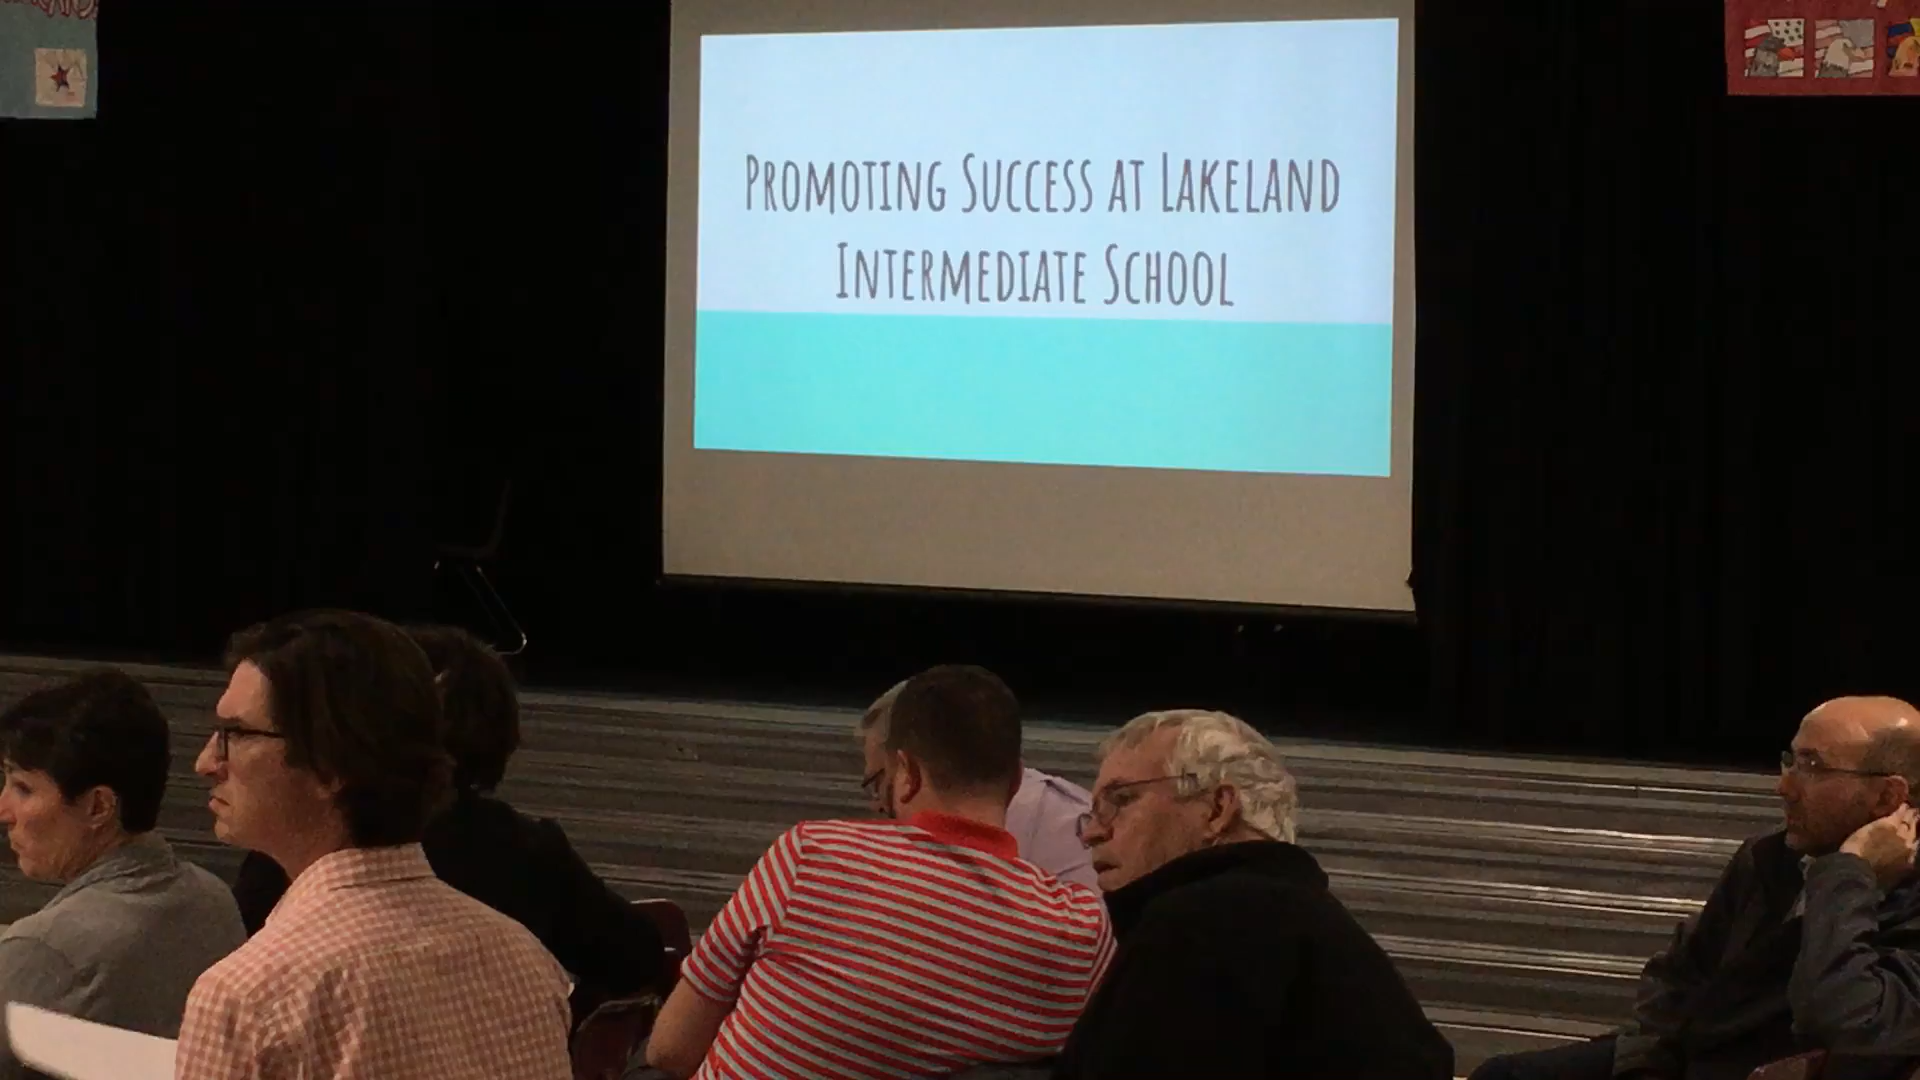 Promoting Success at Lakeland
Intermediate School